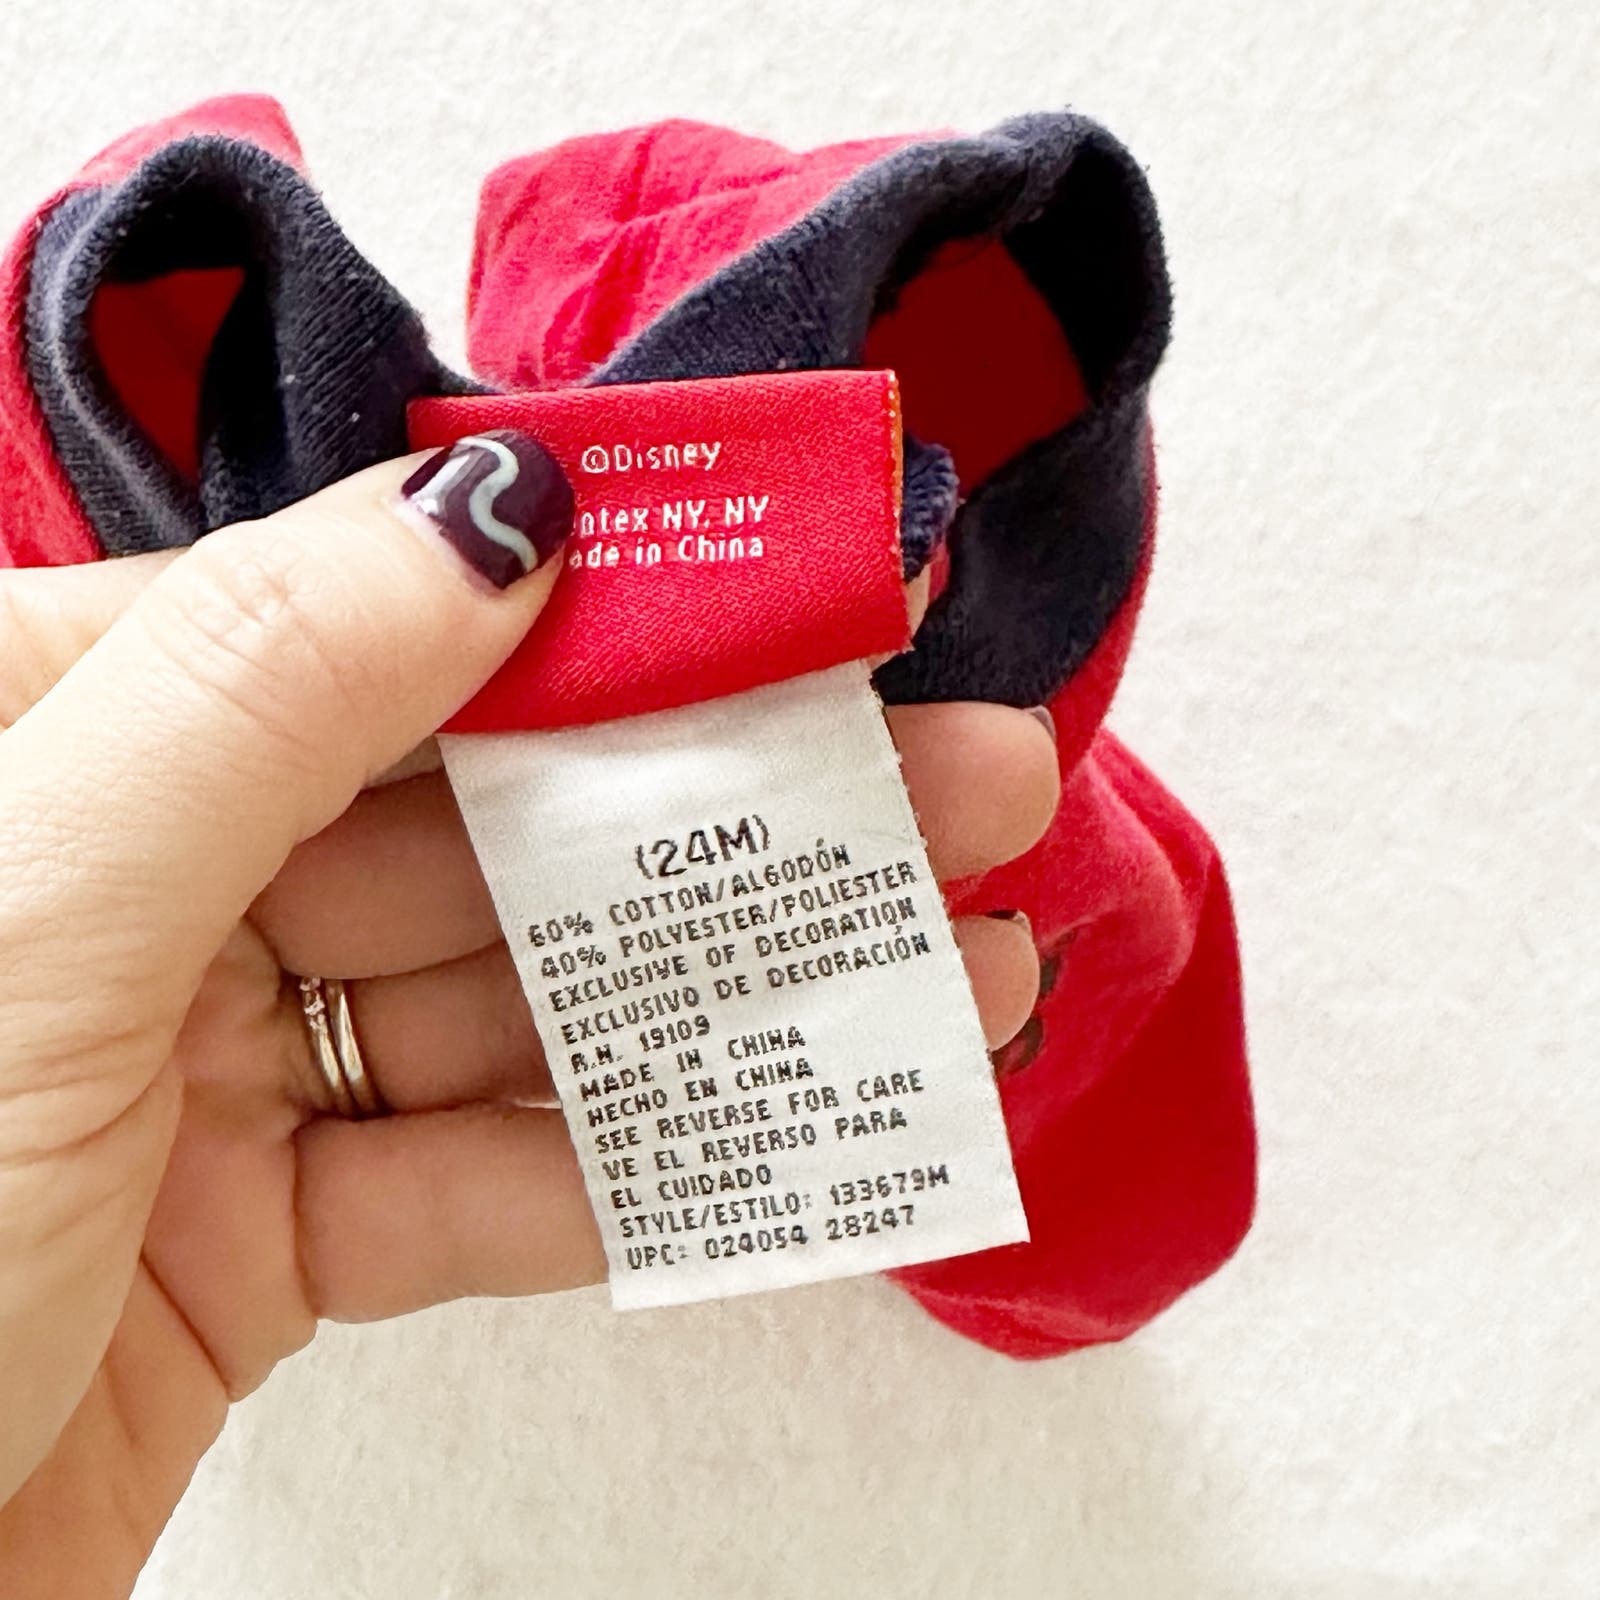 ©Disney
ntex NY, NY
ade in China
(24M)
60% COTTON/ALGODÓN
40% POLYESTER/POLIESTER
EXCLUSIVE OF DECORATION
EXCLUSIVO DE DECORACIÓN
R.N. 19109
MADE IN CHINA
HECHO EN CHINA
SEE REVERSE FOR CARE
VE EL REVERSO PARA
EL CUIDADO
STYLE/ESTILO: 133679M
UPC: 024054 28247